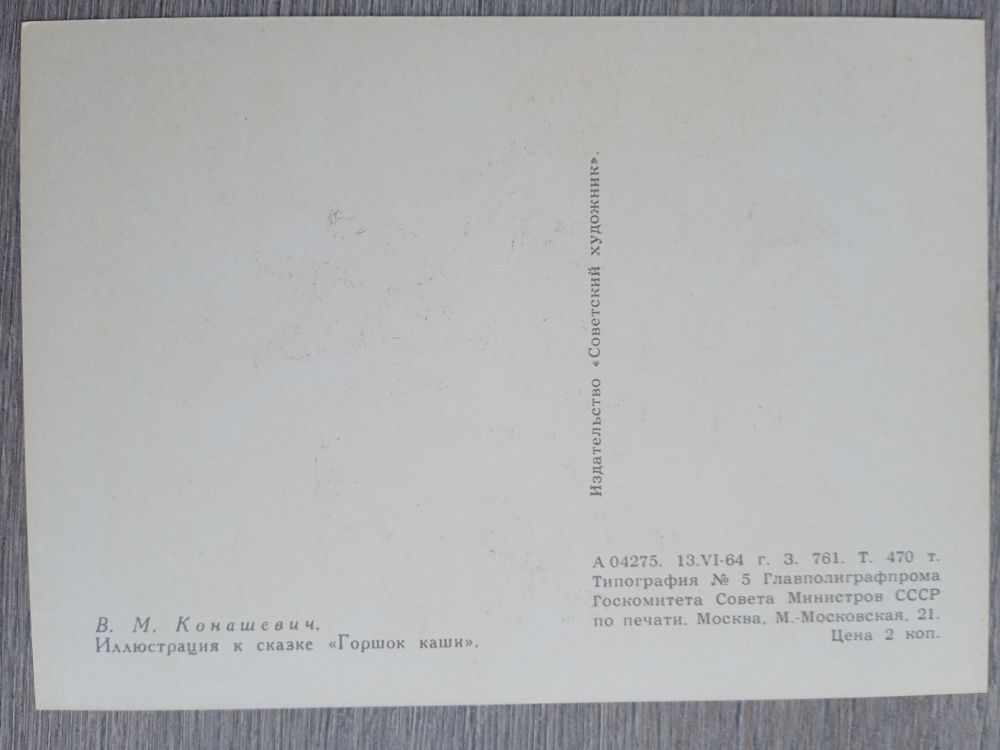 В. М. Конашевич.
Иллюстрация к сказке «Горшок каши».
Издательство «Советский художник».
А 04275. 13.VI-64 г. З. 761. Т. 470 т.
Типография № 5 Главполиграфпрома
Госкомитета Совета Министров СССР
по печати. Москва, М.-Московская, 21.
Цена 2 коп.